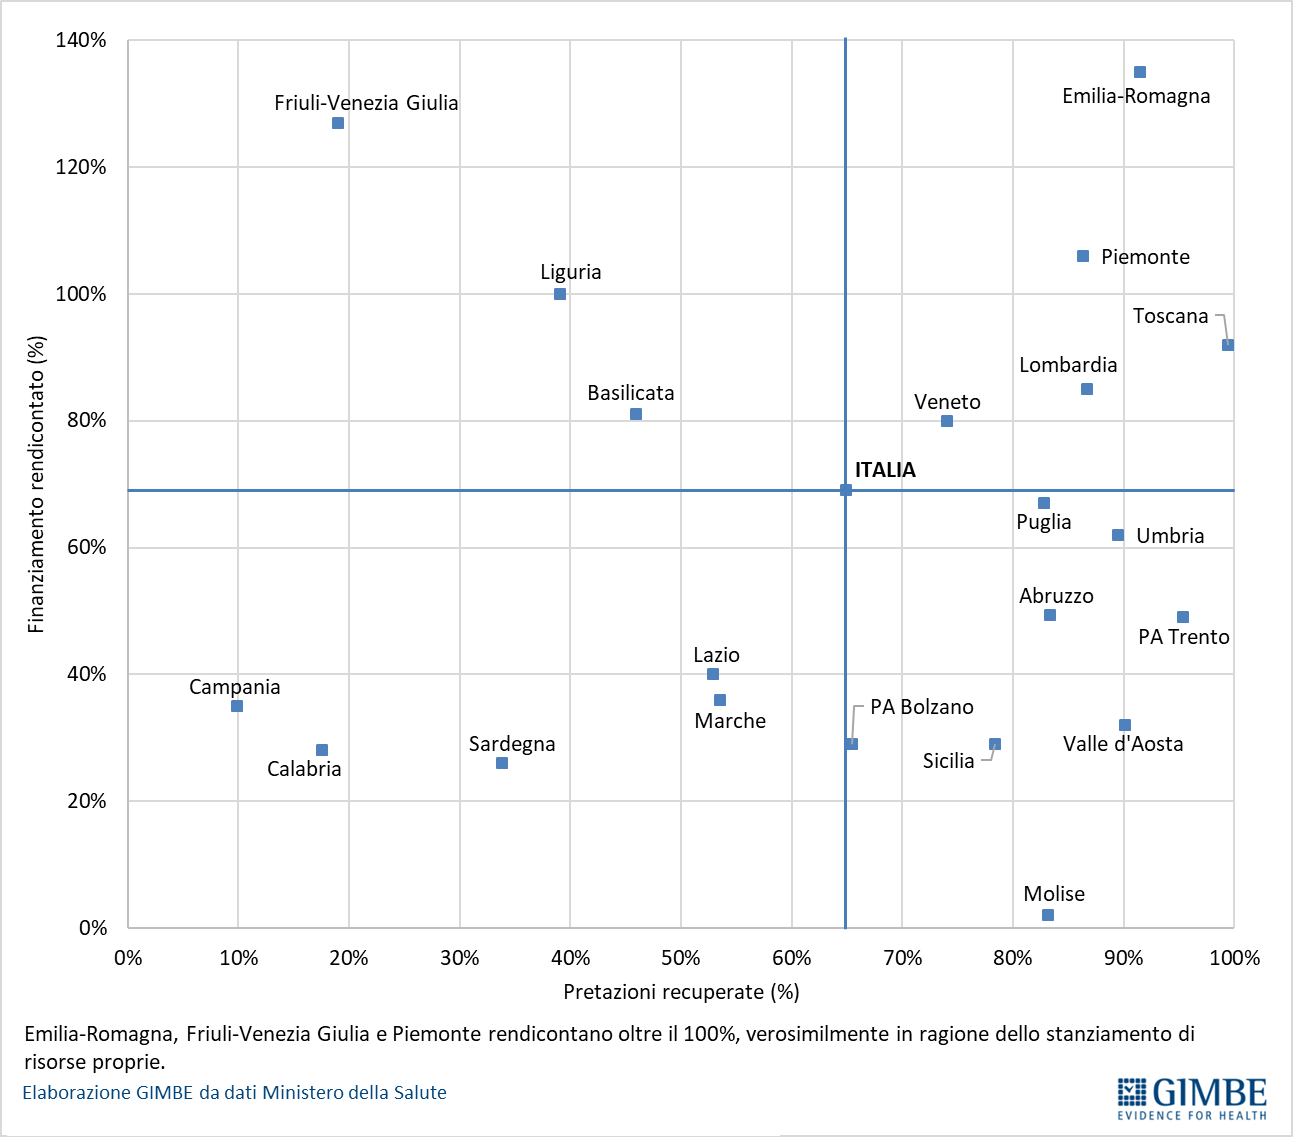 140%
Friuli-Venezia Giulia
Emilia-Romagna
120%
Piemonte
Liguria
100%
Toscana
Lombardia
Basilicata
Veneto
80%
ITALIA
Finanziamento rendicontato (%)
Puglia
Umbria
60%
Abruzzo
PA Trento
Lazio
40%
Campania
PA Bolzano
Marche
Sardegna
Valle d'Aosta
Sicilia
Calabria
20%
Molise
0%
0% 10% 20% 30% 40% 50% 60% 70% 80% 90% 100%
Pretazioni recuperate (%)
Emilia-Romagna, Friuli-Venezia Giulia e Piemonte rendicontano oltre il 100%, verosimilmente in ragione dello stanziamento di
risorse proprie.
Elaborazione GIMBE da dati Ministero della Salute
GIMBE
EVIDENCE FOR HEALTH